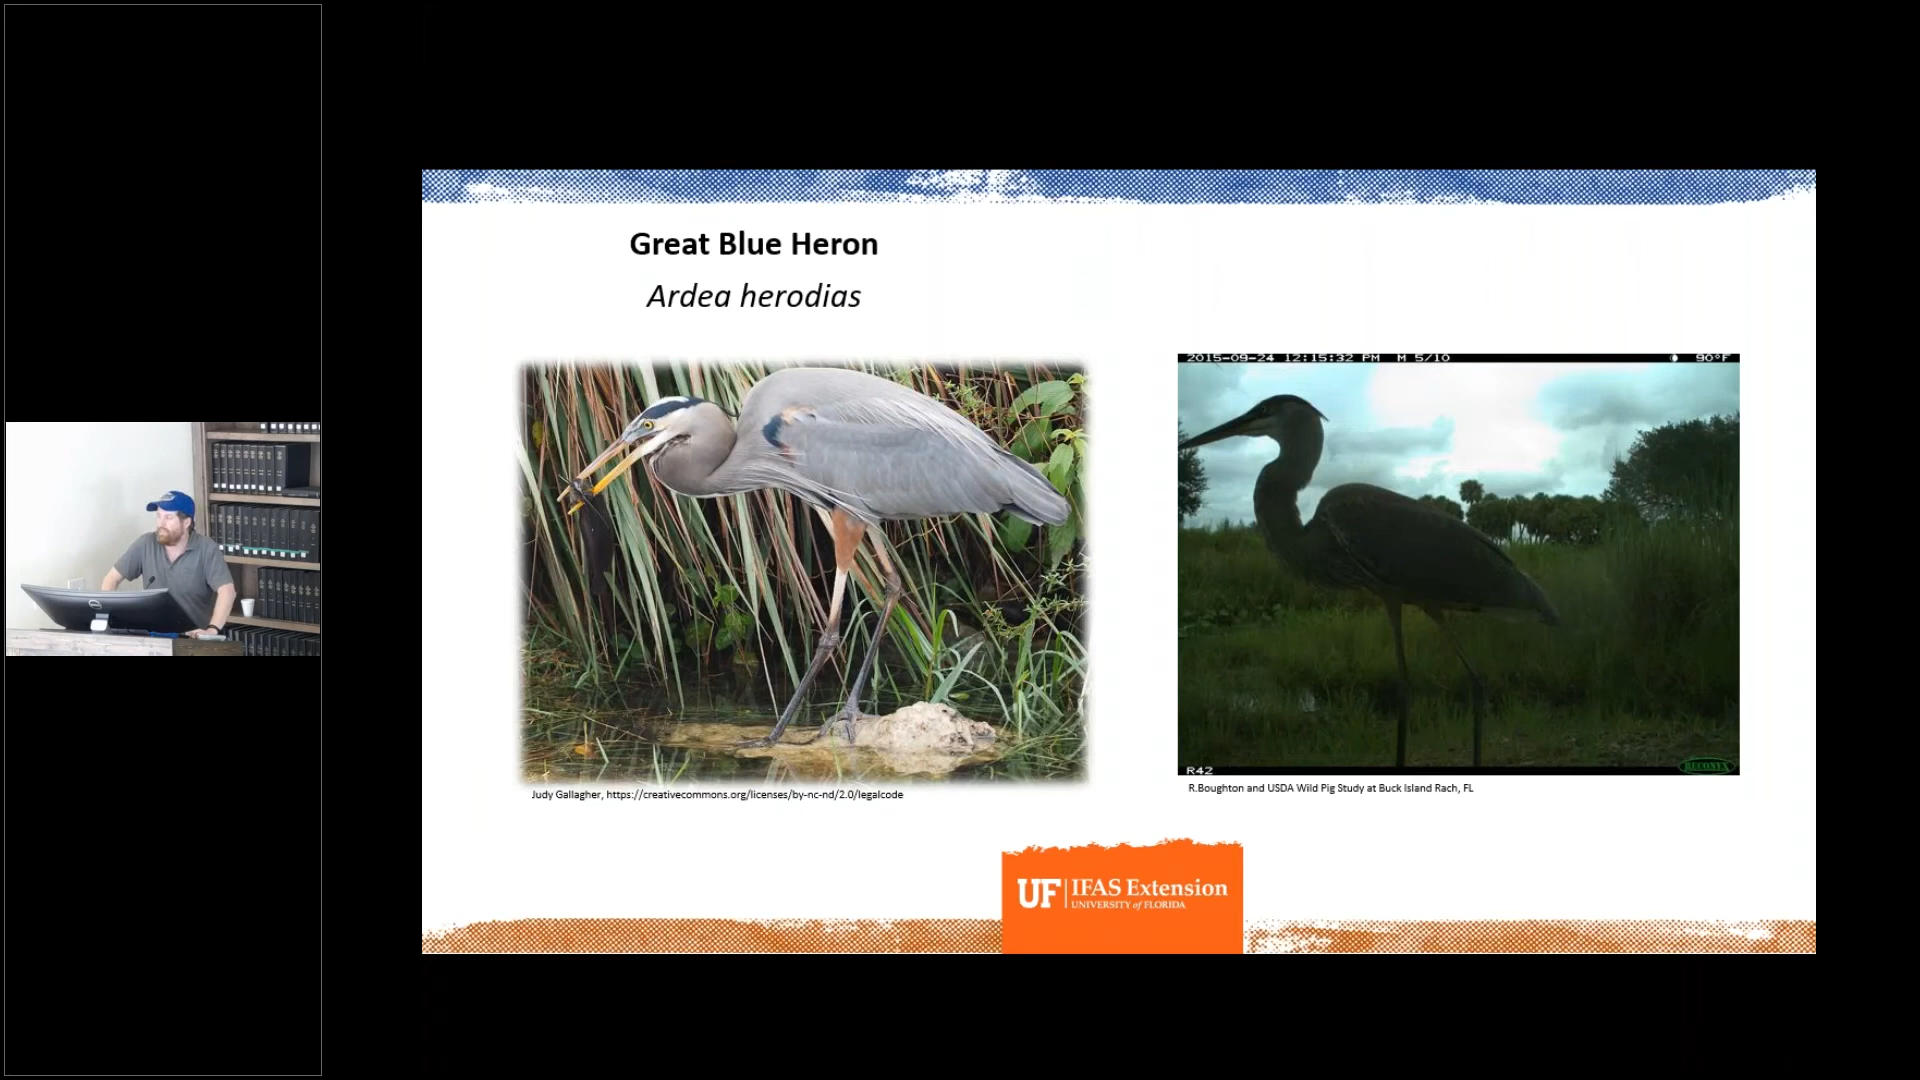 Great Blue Heron
Ardea herodias
2015-09-24 12:15:32 PM M 5/10 90°F
R42
RECONYX
Judy Gallagher, https://creativecommons.org/licenses/by-nc-nd/2.0/legalcode
R.Boughton and USDA Wild Pig Study at Buck Island Rach, FL
UF IFAS Extension
UNIVERSITY of FLORIDA
DELL